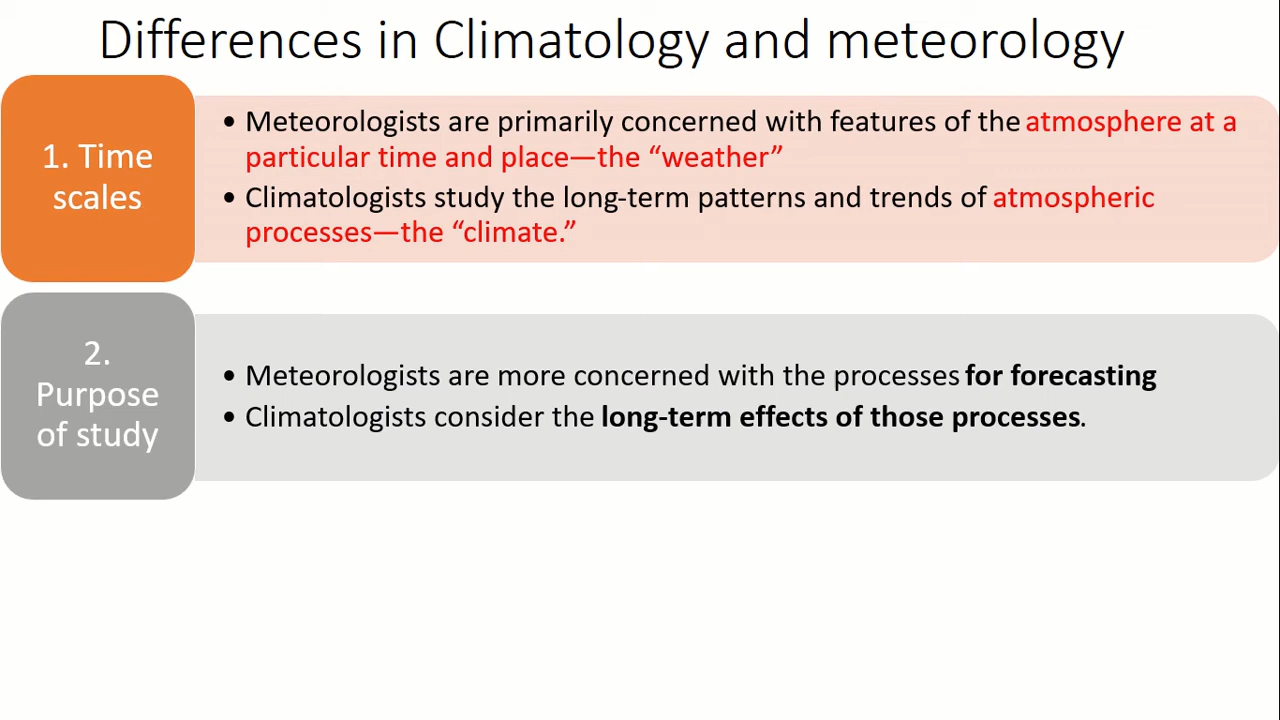 Differences in Climatology and meteorology
1. Time
scales
• Meteorologists are primarily concerned with features of the atmosphere at a
particular time and place—the “weather”
• Climatologists study the long-term patterns and trends of atmospheric
processes—the “climate.”
2.
Purpose
of study
• Meteorologists are more concerned with the processes for forecasting
• Climatologists consider the long-term effects of those processes.